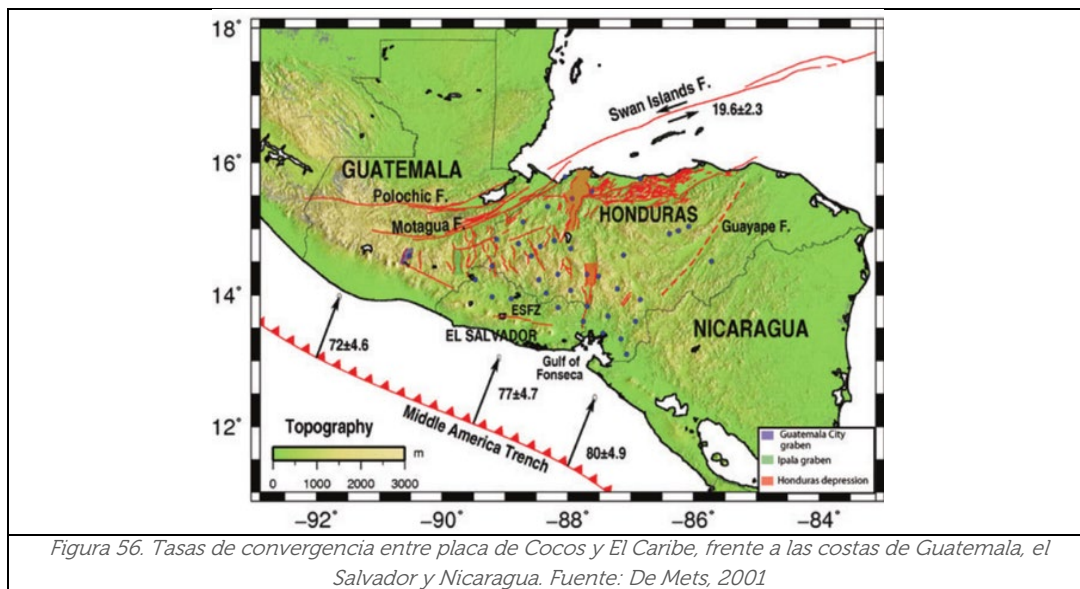 18°
16°
14°
12°
−92°
−90°
−88°
−86°
−84°
Swan Islands F.
19.6±2.3
GUATEMALA
Polochic F.
Motagua F.
HONDURAS
Guayape F.
ESFZ
EL SALVADOR
NICARAGUA
Gulf of
Fonseca
72±4.6
77±4.7
80±4.9
Middle America Trench
Topography
m
0 1000 2000 3000
Guatemala City
graben
Ipala graben
Honduras depression
Figura 56. Tasas de convergencia entre placa de Cocos y El Caribe, frente a las costas de Guatemala, el
Salvador y Nicaragua. Fuente: De Mets, 2001